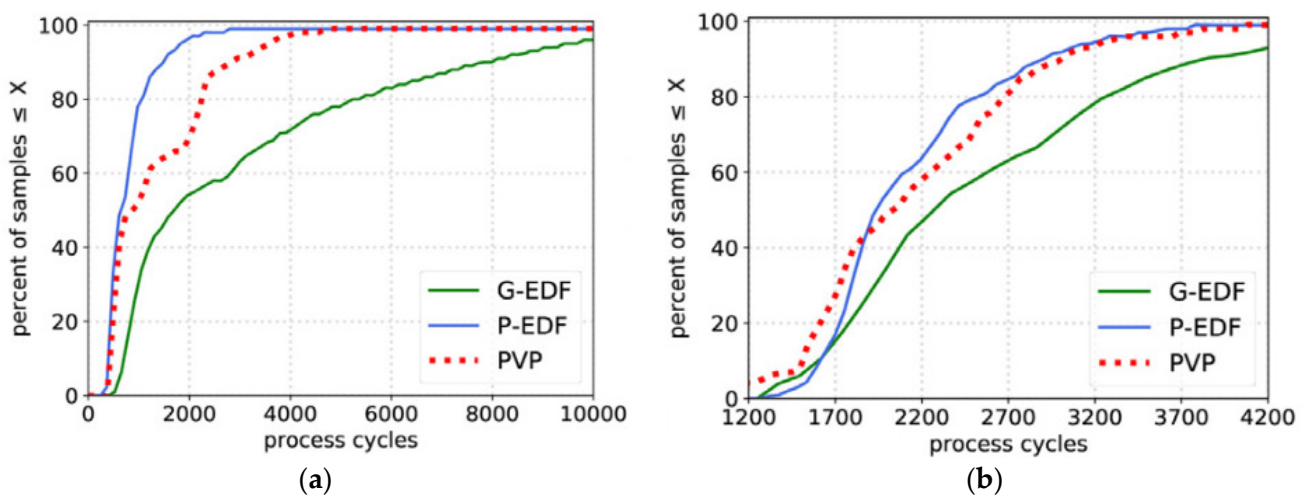 percent of samples ≤ X
100
80
60
40
20
0
0 2000 4000 6000 8000 10000
process cycles
G-EDF
P-EDF
PVP
(a)
percent of samples ≤ X
100
80
60
40
20
0
1200 1700 2200 2700 3200 3700 4200
process cycles
G-EDF
P-EDF
PVP
(b)